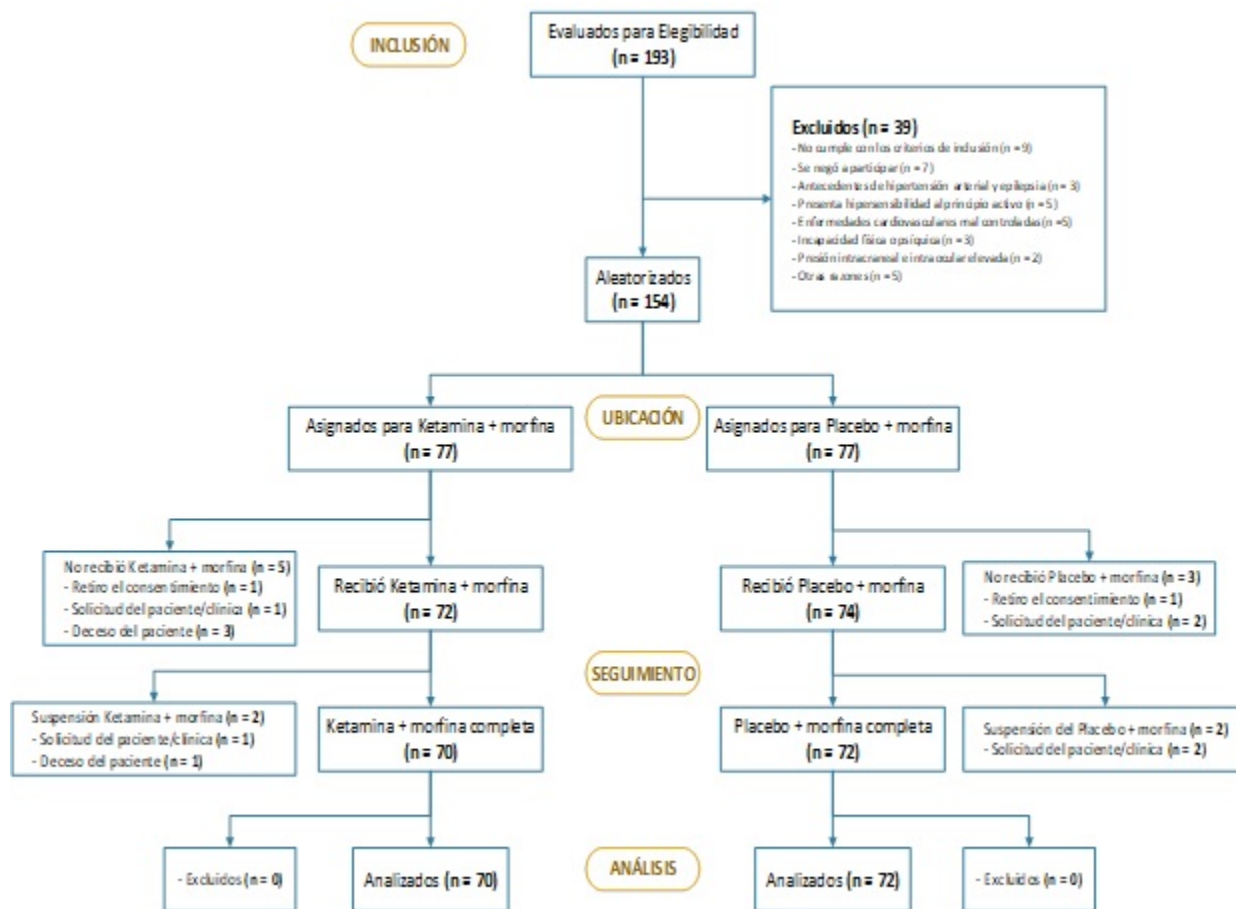 INCLUSIÓN
Evaluados para Elegibilidad
(n = 193)
Excluidos (n = 39)
- No cumple con los criterios de inclusión (n = 9)
- Se negó a participar (n = 7)
- Antecedentes de hipertensión arterial y epilepsia (n = 3)
- Presenta hipersensibilidad al principio activo (n = 5)
- Enfermedades cardiovasculares mal controladas (n =5)
- Incapacidad física o psíquica (n = 3)
- Presión intracraneal e intraocular elevada (n = 2)
- Otras razones (n = 5)
Aleatorizados
(n = 154)
UBICACIÓN
Asignados para Ketamina + morfina
(n = 77)
Asignados para Placebo + morfina
(n = 77)
No recibió Ketamina + morfina (n = 5)
- Retiro el consentimiento (n = 1)
- Solicitud del paciente/clínica (n = 1)
- Deceso del paciente (n = 3)
Recibió Ketamina + morfina
(n = 72)
Recibió Placebo + morfina
(n = 74)
No recibió Placebo + morfina (n = 3)
- Retiro el consentimiento (n = 1)
- Solicitud del paciente/clínica (n = 2)
SEGUIMIENTO
Suspensión Ketamina + morfina (n = 2)
- Solicitud del paciente/clínica (n = 1)
- Deceso del paciente (n = 1)
Ketamina + morfina completa
(n = 70)
Placebo + morfina completa
(n = 72)
Suspensión del Placebo + morfina (n = 2)
- Solicitud del paciente/clínica (n = 2)
ANÁLISIS
- Excluidos (n = 0)
Analizados (n = 70)
Analizados (n = 72)
- Excluidos (n = 0)